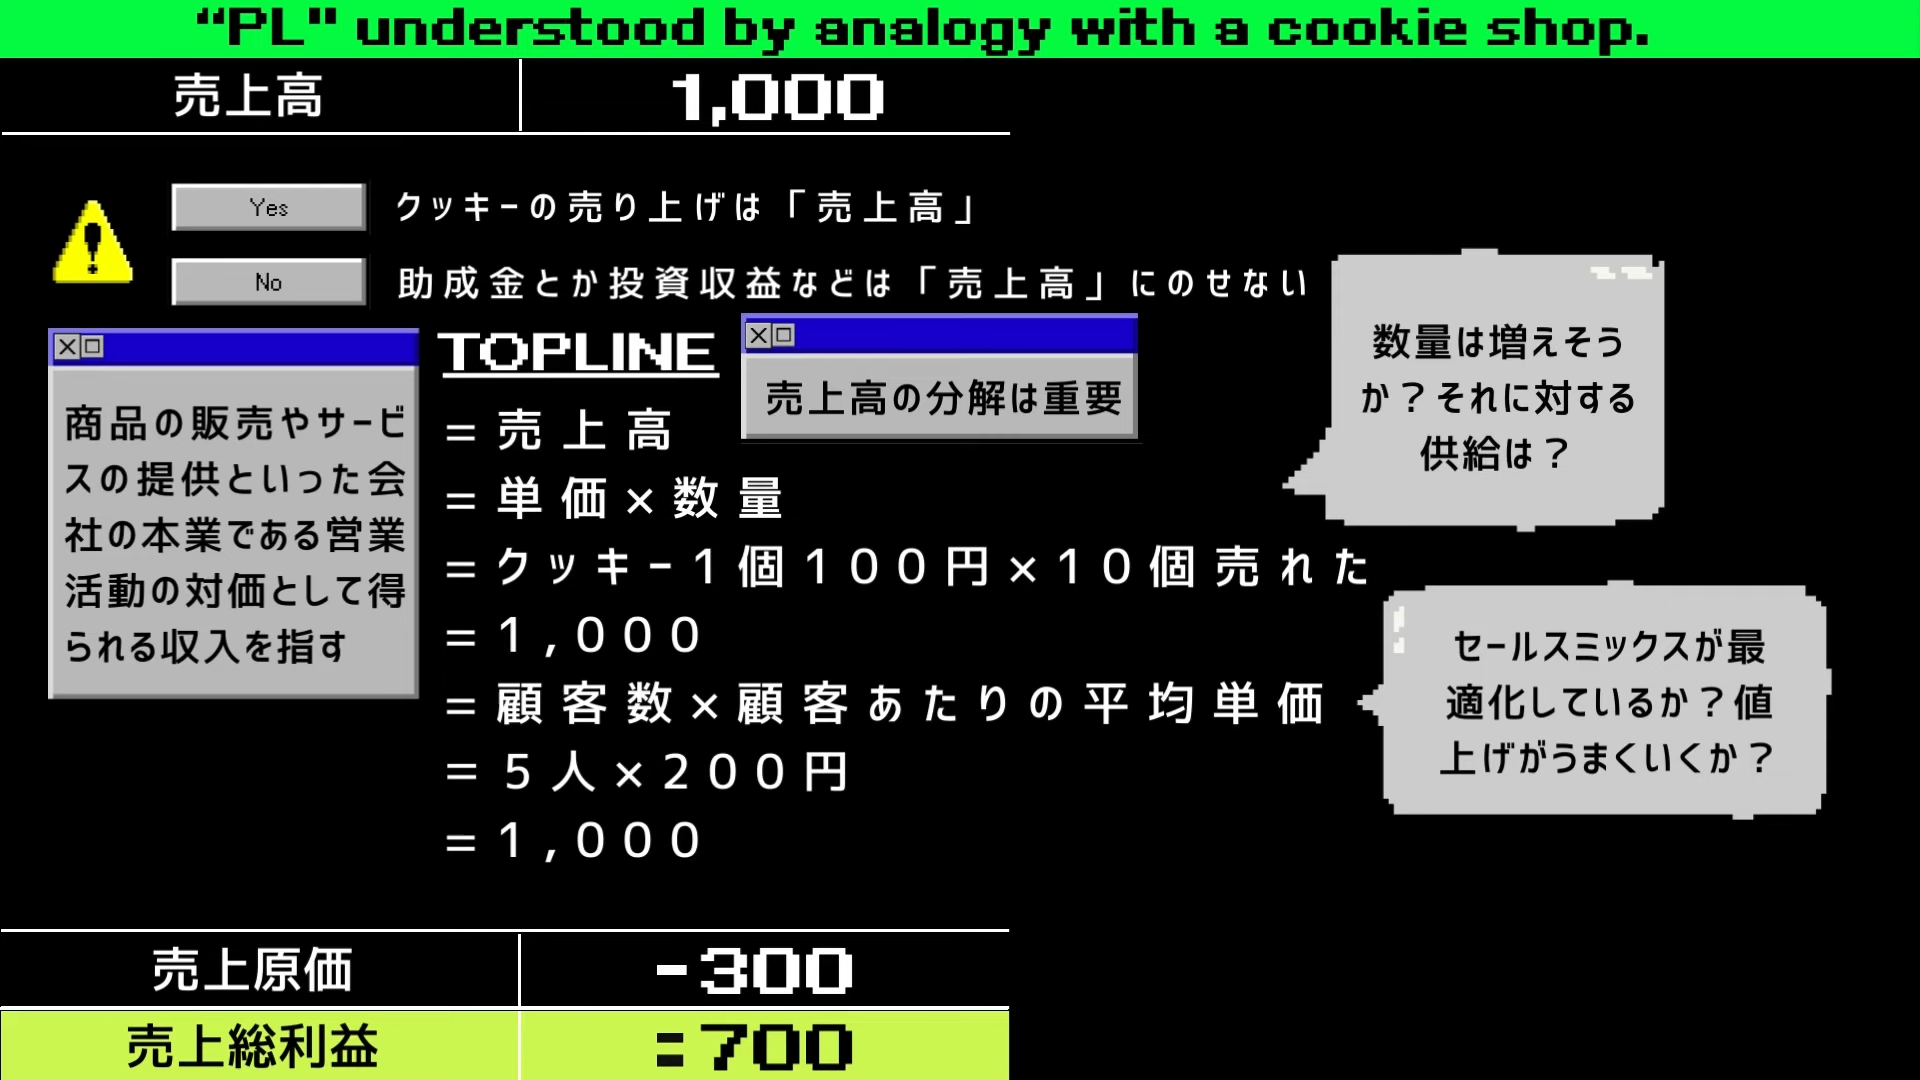 “PL" understood by analogy with a cookie shop.
売上高
1,000
Yes
クッキーの売り上げは「売上高」
No
助成金とか投資収益などは「売上高」にのせない
商品の販売やサービ
スの提供といった会
社の本業である営業
活動の対価として得
られる収入を指す
TOPLINE
売上高の分解は重要
=売上高
=単価×数量
=クッキー1個100円×10個売れた
=1,000
=顧客数×顧客あたりの平均単価
=5人×200円
=1,000
数量は増えそう
か？それに対する
供給は？
セールスミックスが最
適化しているか？値
上げがうまくいくか？
売上原価
-300
売上総利益
=700